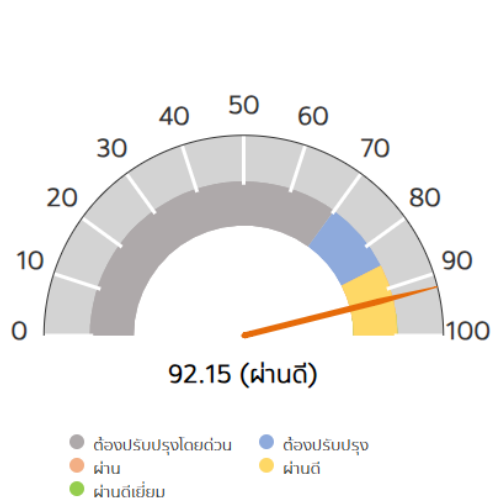 50
40 60
30 70
20 80
10 90
0 100
92.15 (ผ่านดี)
ต้องปรับปรุงโดยด่วน ต้องปรับปรุง
ผ่าน ผ่านดี
ผ่านดีเยี่ยม